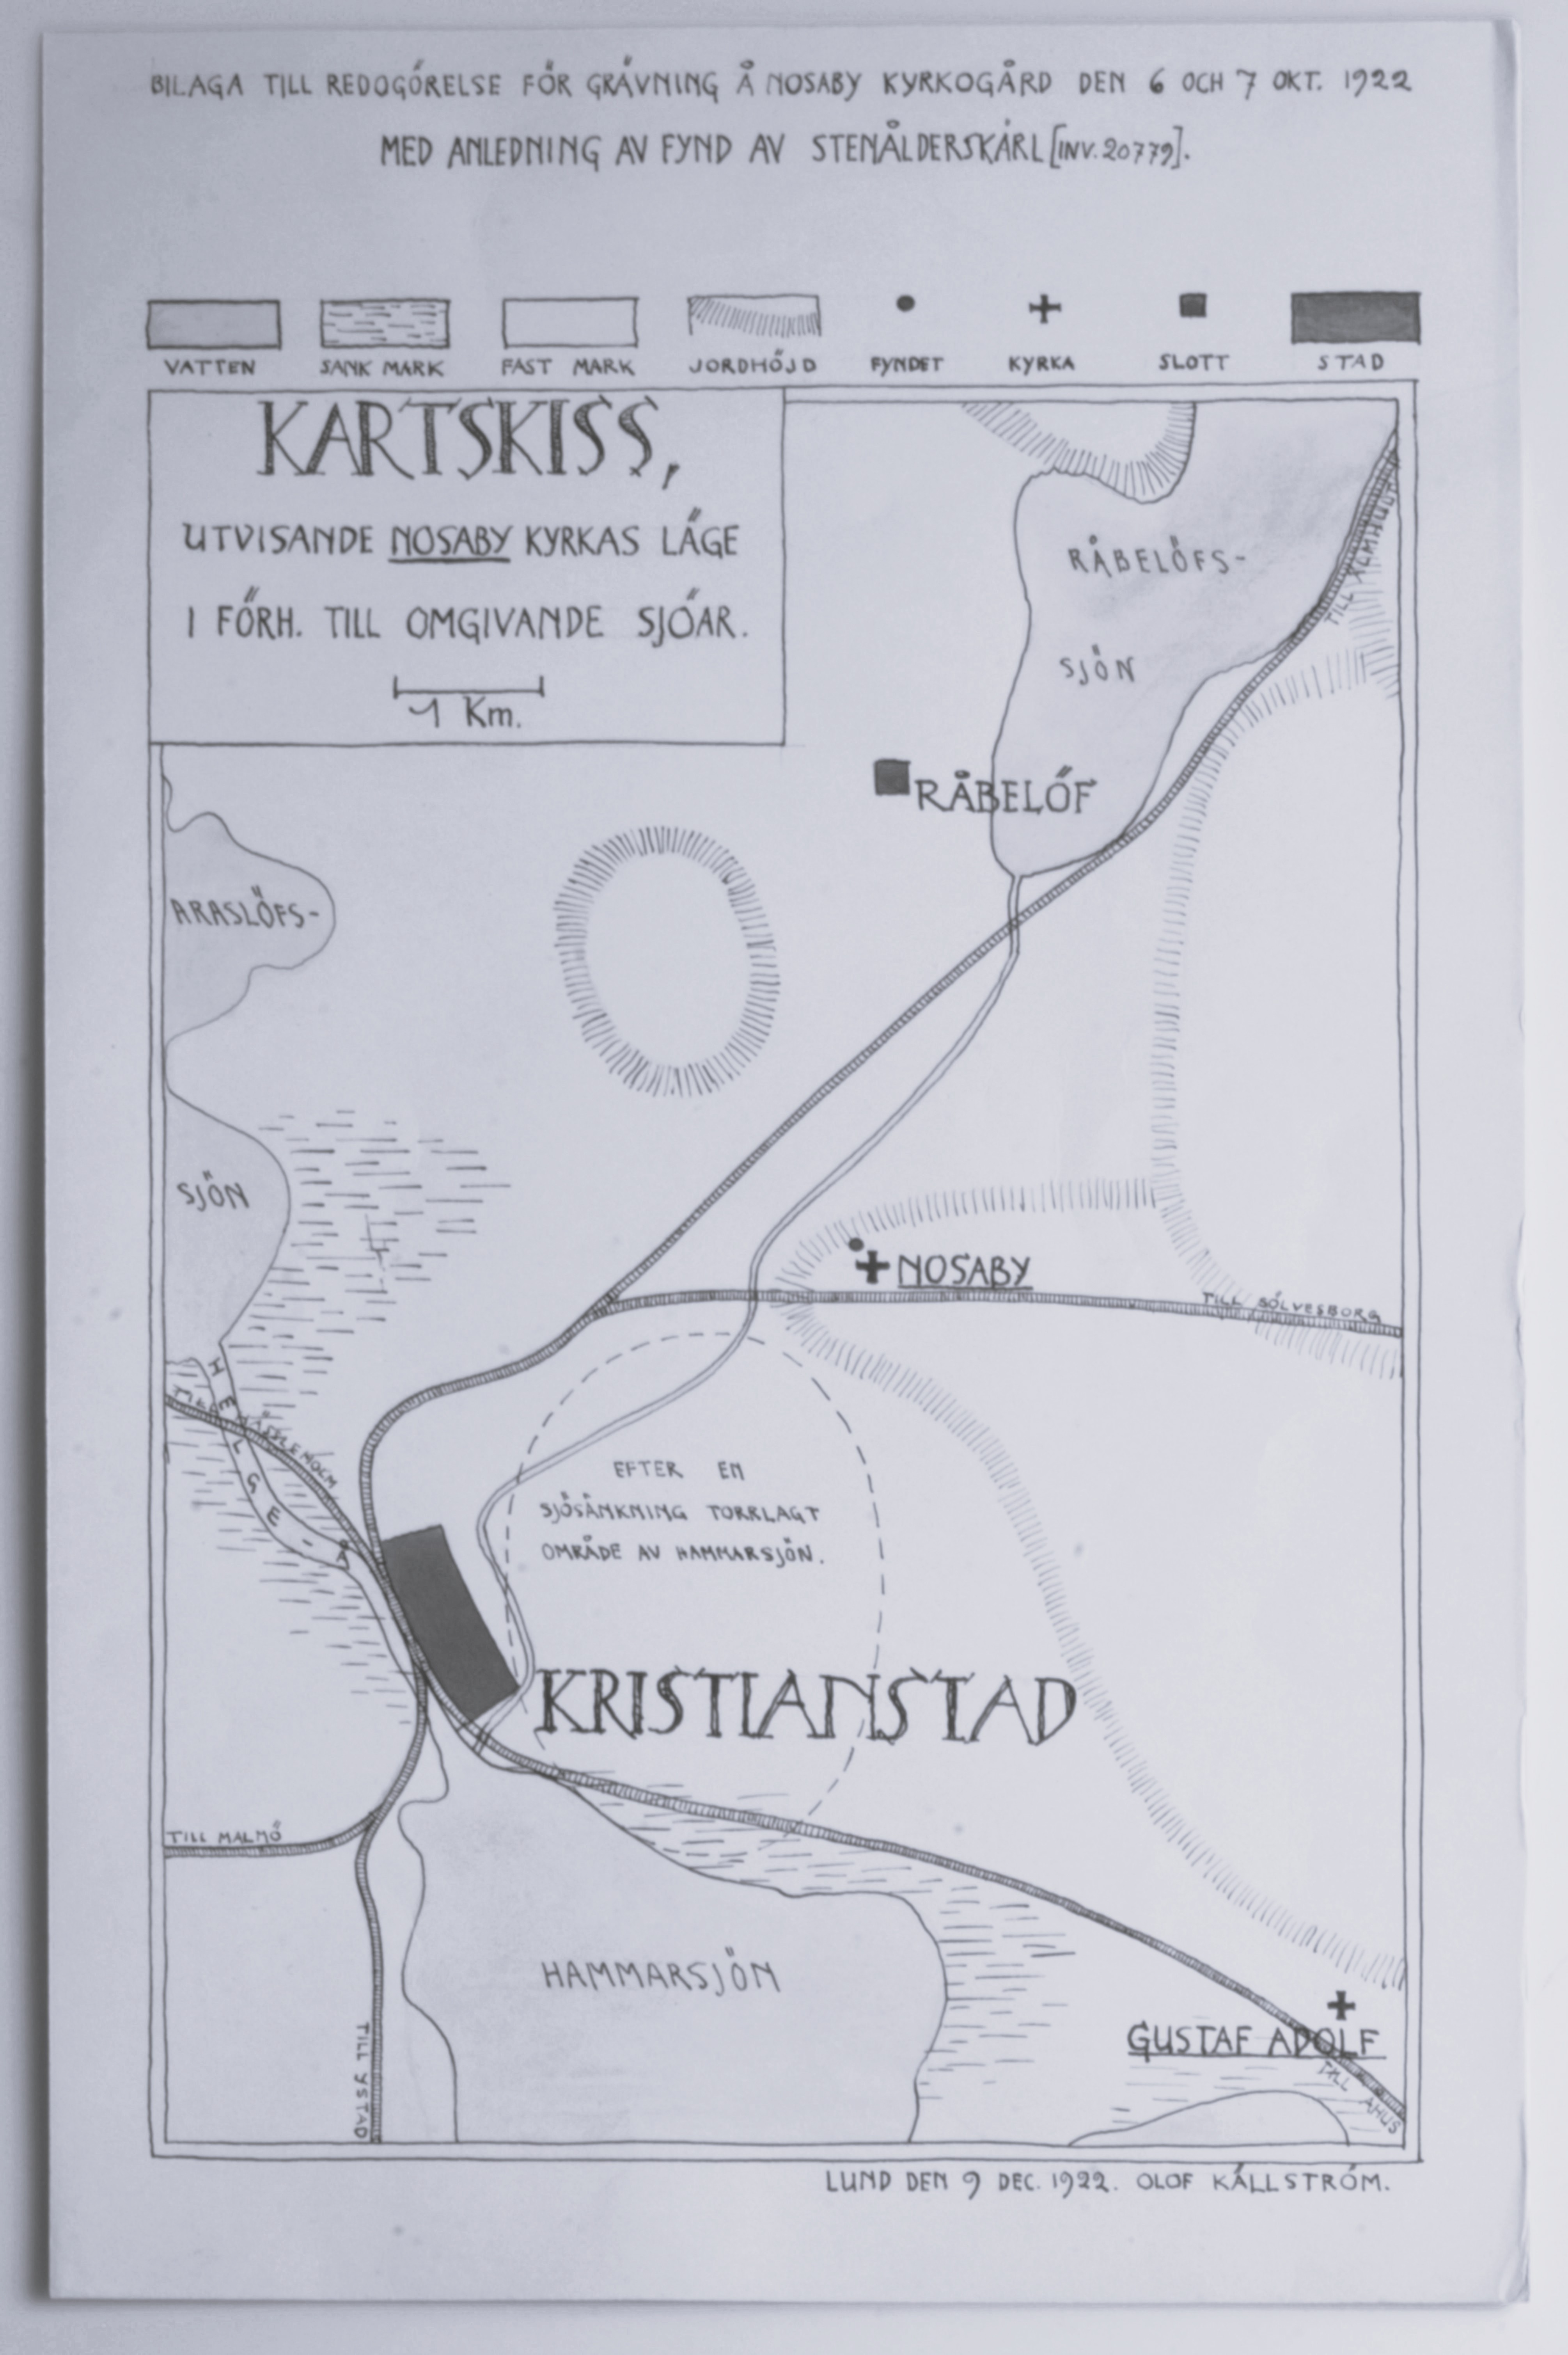 BILAGA TILL REDOGÖRELSE FÖR GRÄVNING Å NOSABY KYRKOGÅRD DEN 6 OCH 7 OKT. 1922
MED ANLEDNING AV FYND AV STENÅLDERSKÄRL [INV. 20779].
VATTEN SANK MARK FAST MARK JORDHÖJD FYNDET KYRKA SLOTT STAD
KARTSKISS,
UTVISANDE NOSABY KYRKAS LÄGE
I FÖRH. TILL OMGIVANDE SJÖAR.
1 Km.
RÅBELÖFS-
SJÖN
TILL ÄLMHULT
RÅBELÖF
ARASLÖFS-
SJÖN
NOSABY
TILL SÖLVESBORG
HELGE-Å
TILL HÄSSLEHOLM
EFTER EN
SJÖSÄNKNING TORRLAGT
OMRÅDE AV HAMMARSJÖN.
KRISTIANSTAD
TILL MALMÖ
HAMMARSJÖN
TILL YSTAD
GUSTAF ADOLF
TILL ÅHUS
LUND DEN 9 DEC. 1922. OLOF KÄLLSTRÖM.